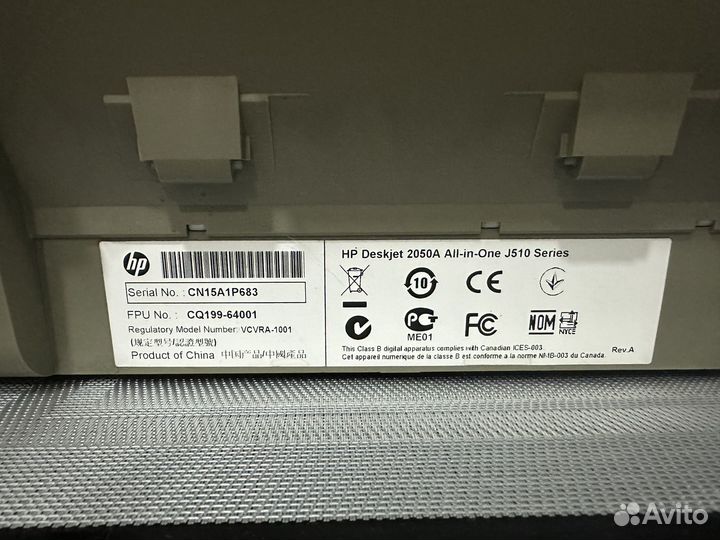 hp
Serial No. : CN15A1P683
FPU No. : CQ199-64001
Regulatory Model Number: VCVRA-1001
(规定型号/認證型號)
Product of China 中国产品/中國產品
HP Deskjet 2050A All-in-One J510 Series
10
PG
ME01
FC
NOM
NYCE
This Class B digital apparatus complies with Canadian ICES-003.
Cet appareil numerique de la classe B est conforme a la norme NMB-003 du Canada.
Rev.A
Avito